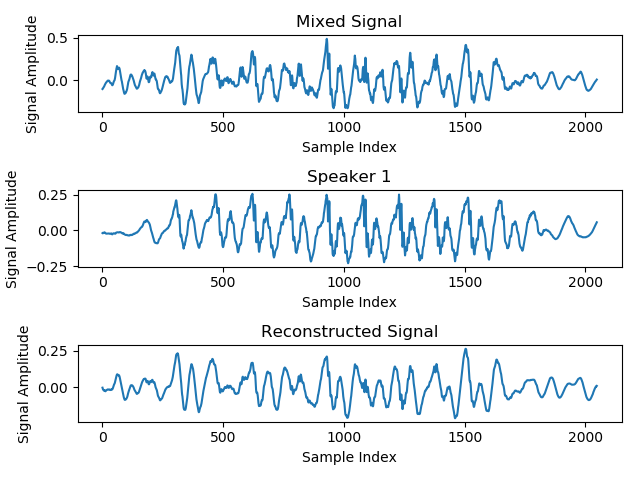 Mixed Signal
Signal Amplitude
0.5
0.0
0
500
1000
1500
2000
Sample Index
Speaker 1
Signal Amplitude
0.25
0.00
−0.25
0
500
1000
1500
2000
Sample Index
Reconstructed Signal
Signal Amplitude
0.25
0.00
0
500
1000
1500
2000
Sample Index